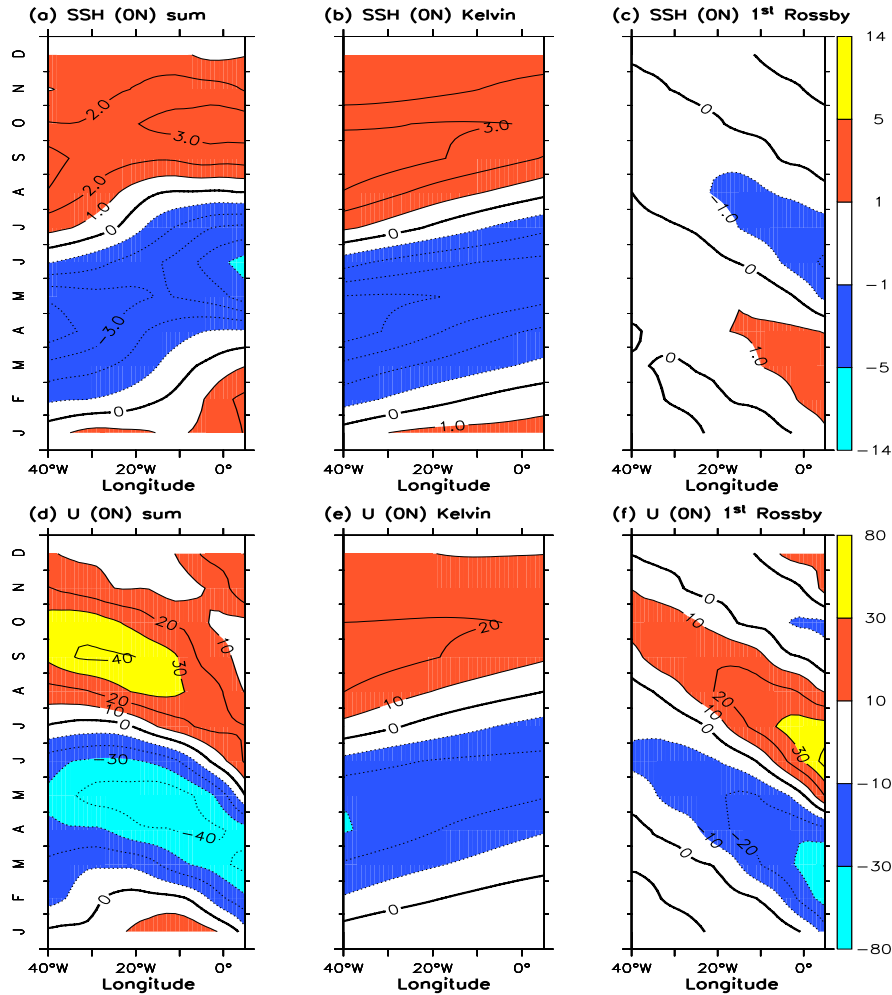 (a) SSH (0N) sum
(b) SSH (0N) Kelvin
(c) SSH (0N) 1st Rossby
D
N
O
S
A
J
J
M
A
M
F
J
2.0
3.0
2.0
1.0
0
-3.0
0
40°W
20°W
0°
Longitude
3.0
0
0
1.0
40°W
20°W
0°
Longitude
0
-1.0
0
0
1.0
40°W
20°W
0°
Longitude
14
5
1
-1
-5
-14
(d) U (0N) sum
(e) U (0N) Kelvin
(f) U (0N) 1st Rossby
D
N
O
S
A
J
J
M
A
M
F
J
20
10
40
30
20
10
0
-30
-40
0
40°W
20°W
0°
Longitude
20
10
0
0
40°W
20°W
0°
Longitude
0
10
20
10
0
30
-10
-20
0
40°W
20°W
0°
Longitude
80
30
10
-10
-30
-80